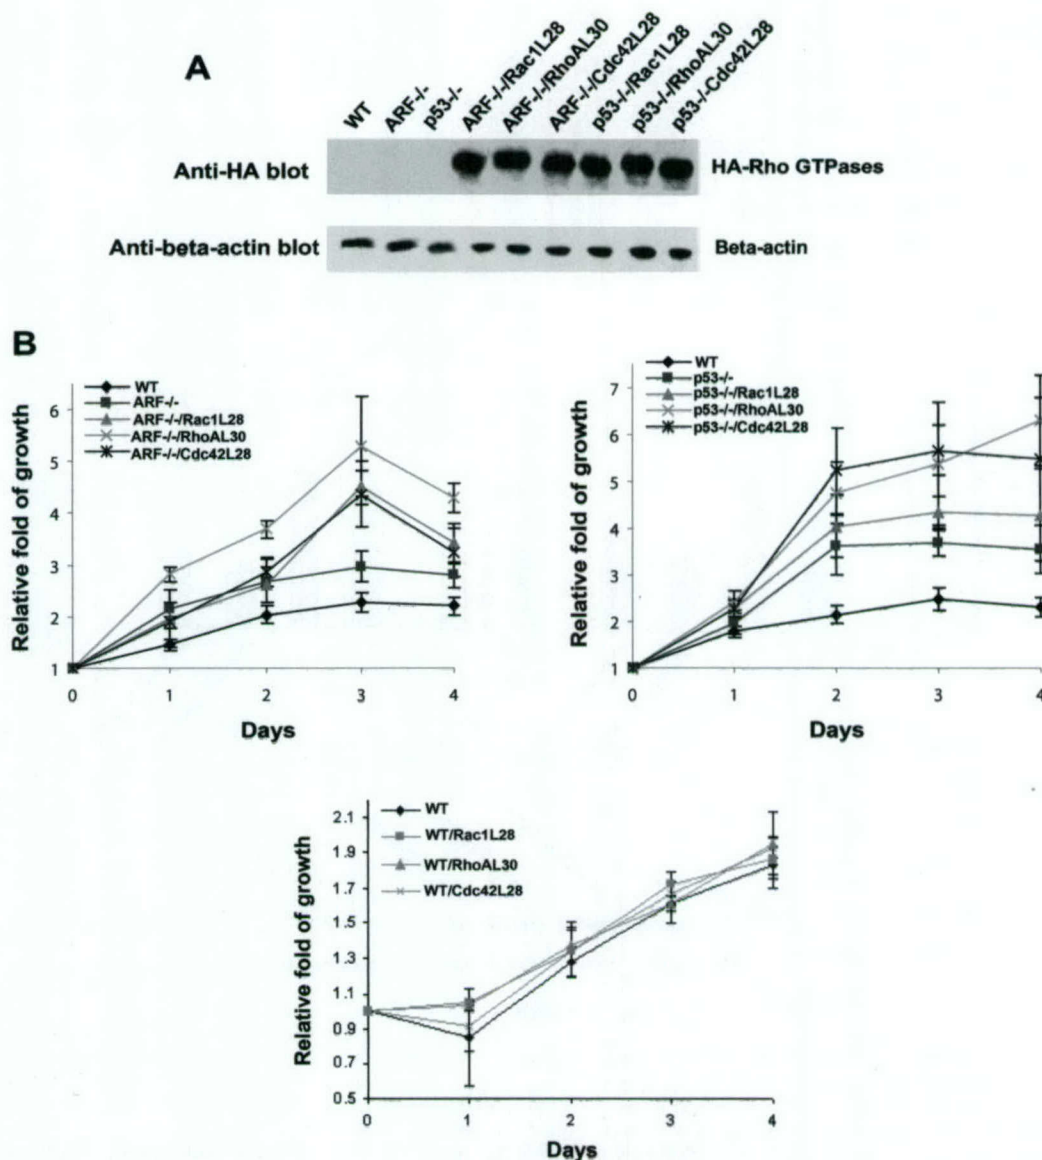 A
WT
ARF-/-
p53-/-
ARF-/-/Rac1L28
ARF-/-/RhoAL30
ARF-/-/Cdc42L28
p53-/-/Rac1L28
p53-/-/RhoAL30
p53-/-Cdc42L28
Anti-HA blot
HA-Rho GTPases
Anti-beta-actin blot
Beta-actin
B
WT
ARF-/-
ARF-/-/Rac1L28
ARF-/-/RhoAL30
ARF-/-/Cdc42L28
Relative fold of growth
6
5
4
3
2
1
0 1 2 3 4
Days
WT
p53-/-
p53-/-/Rac1L28
p53-/-/RhoAL30
p53-/-/Cdc42L28
Relative fold of growth
7
6
5
4
3
2
1
0 1 2 3 4
Days
WT
WT/Rac1L28
WT/RhoAL30
WT/Cdc42L28
Relative fold of growth
2.1
1.9
1.7
1.5
1.3
1.1
0.9
0.7
0.5
0 1 2 3 4
Days